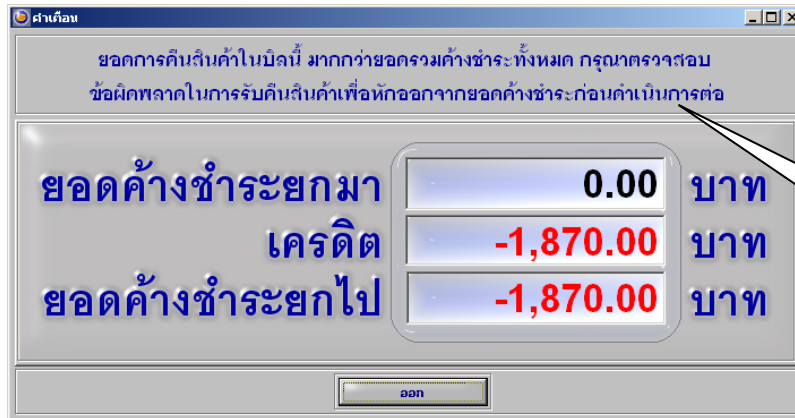 คำเตือน
ยอดการคืนสินค้าในบิลนี้ มากกว่ายอดรวมค้างชำระทั้งหมด กรุณาตรวจสอบ
ข้อผิดพลาดในการรับคืนสินค้าเพื่อหักออกจากยอดค้างชำระก่อนดำเนินการต่อ
ยอดค้างชำระยกมา 0.00 บาท
เครดิต -1,870.00 บาท
ยอดค้างชำระยกไป -1,870.00 บาท
ออก